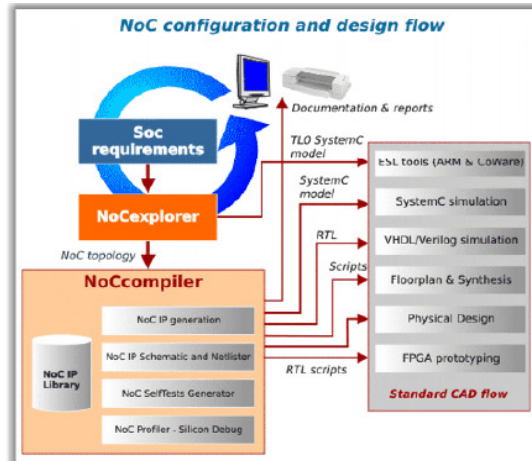 NoC configuration and design flow
Documentation & reports
Soc
requirements
TLO SystemC
model
ESL tools (ARM & CoWare)
NoCexplorer
SystemC
model
SystemC simulation
NoC topology
RTL
VHDL/Verilog simulation
NoCcompiler
Scripts
Floorplan & Synthesis
NoC IP generation
Physical Design
NoC IP
Library
NoC IP Schematic and Netlister
RTL scripts
FPGA prototyping
NoC SelfTests Generator
Standard CAD flow
NoC Profiler - Silicon Debug